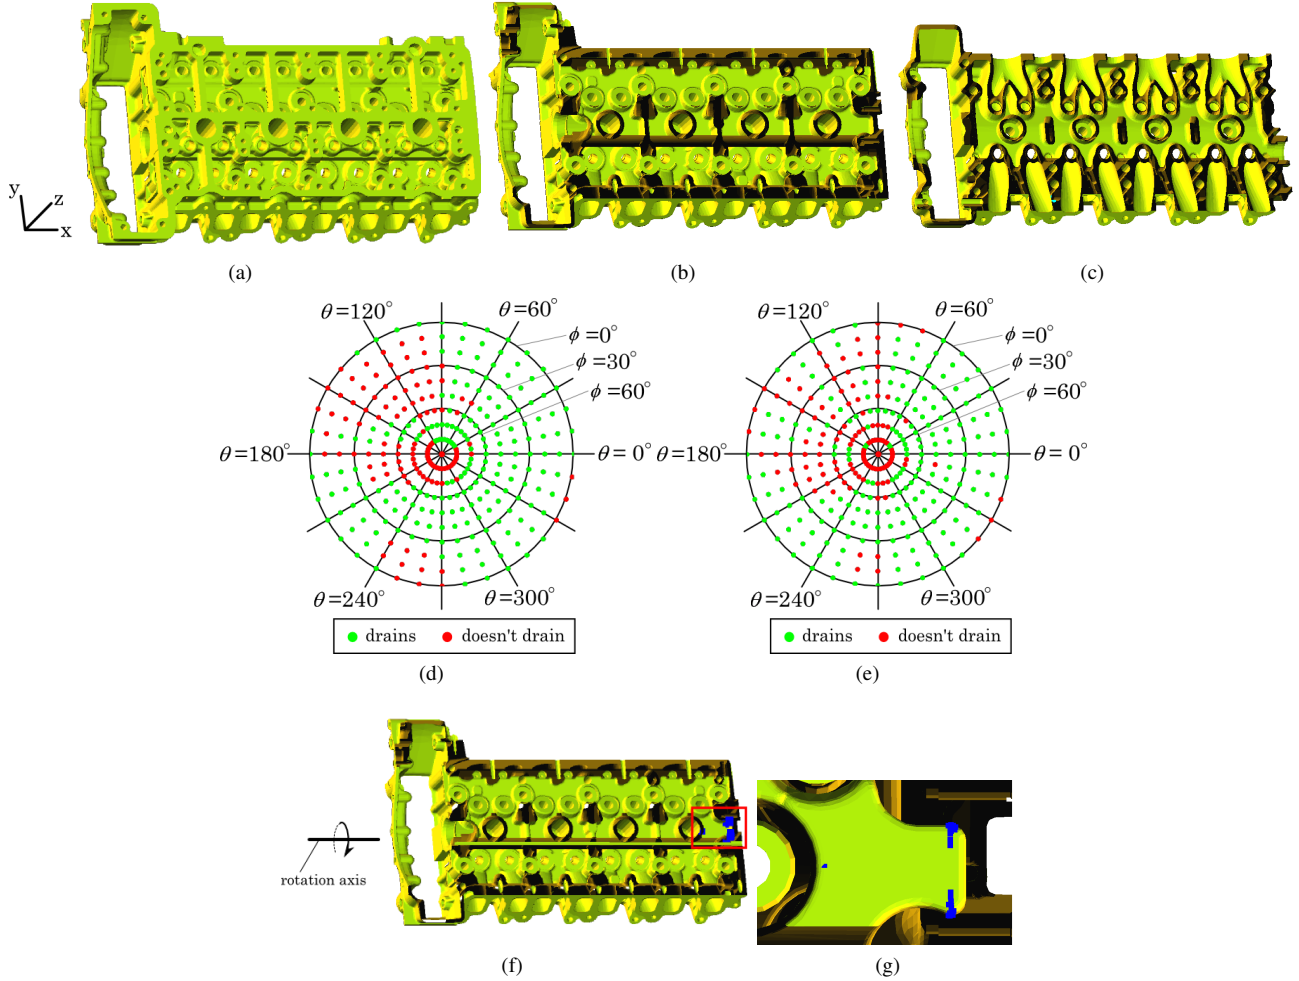 y
z
x
(a)
(b)
(c)
θ=120°
θ=60°
ϕ=0°
ϕ=30°
ϕ=60°
θ=180°
θ=0°
θ=240°
θ=300°
drains
doesn't drain
(d)
θ=120°
θ=60°
ϕ=0°
ϕ=30°
ϕ=60°
θ=180°
θ=0°
θ=240°
θ=300°
drains
doesn't drain
(e)
rotation axis
(f)
(g)